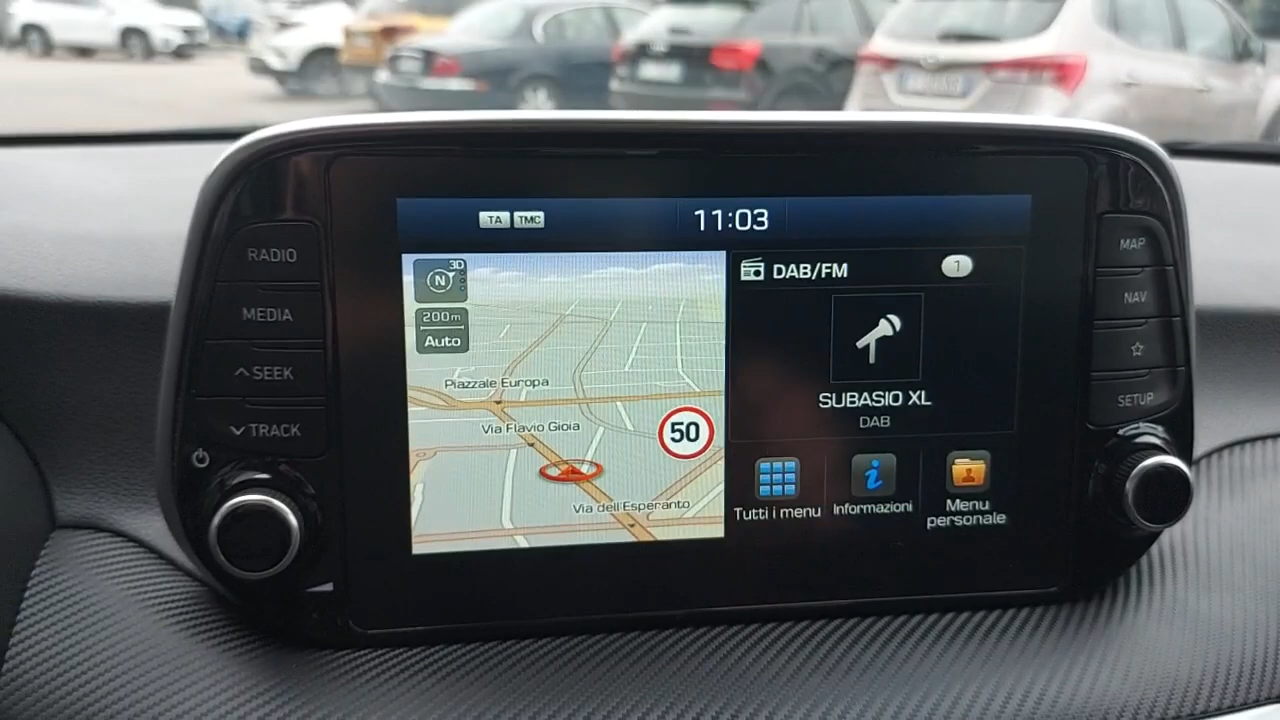 TA TMC
11:03
RADIO
MEDIA
SEEK
TRACK
N
3D
200m
Auto
Piazzale Europa
Via Flavio Gioia
50
Via dell'Esperanto
DAB/FM
1
SUBASIO XL
DAB
Tutti i menu
Informazioni
Menu
personale
MAP
NAV
SETUP